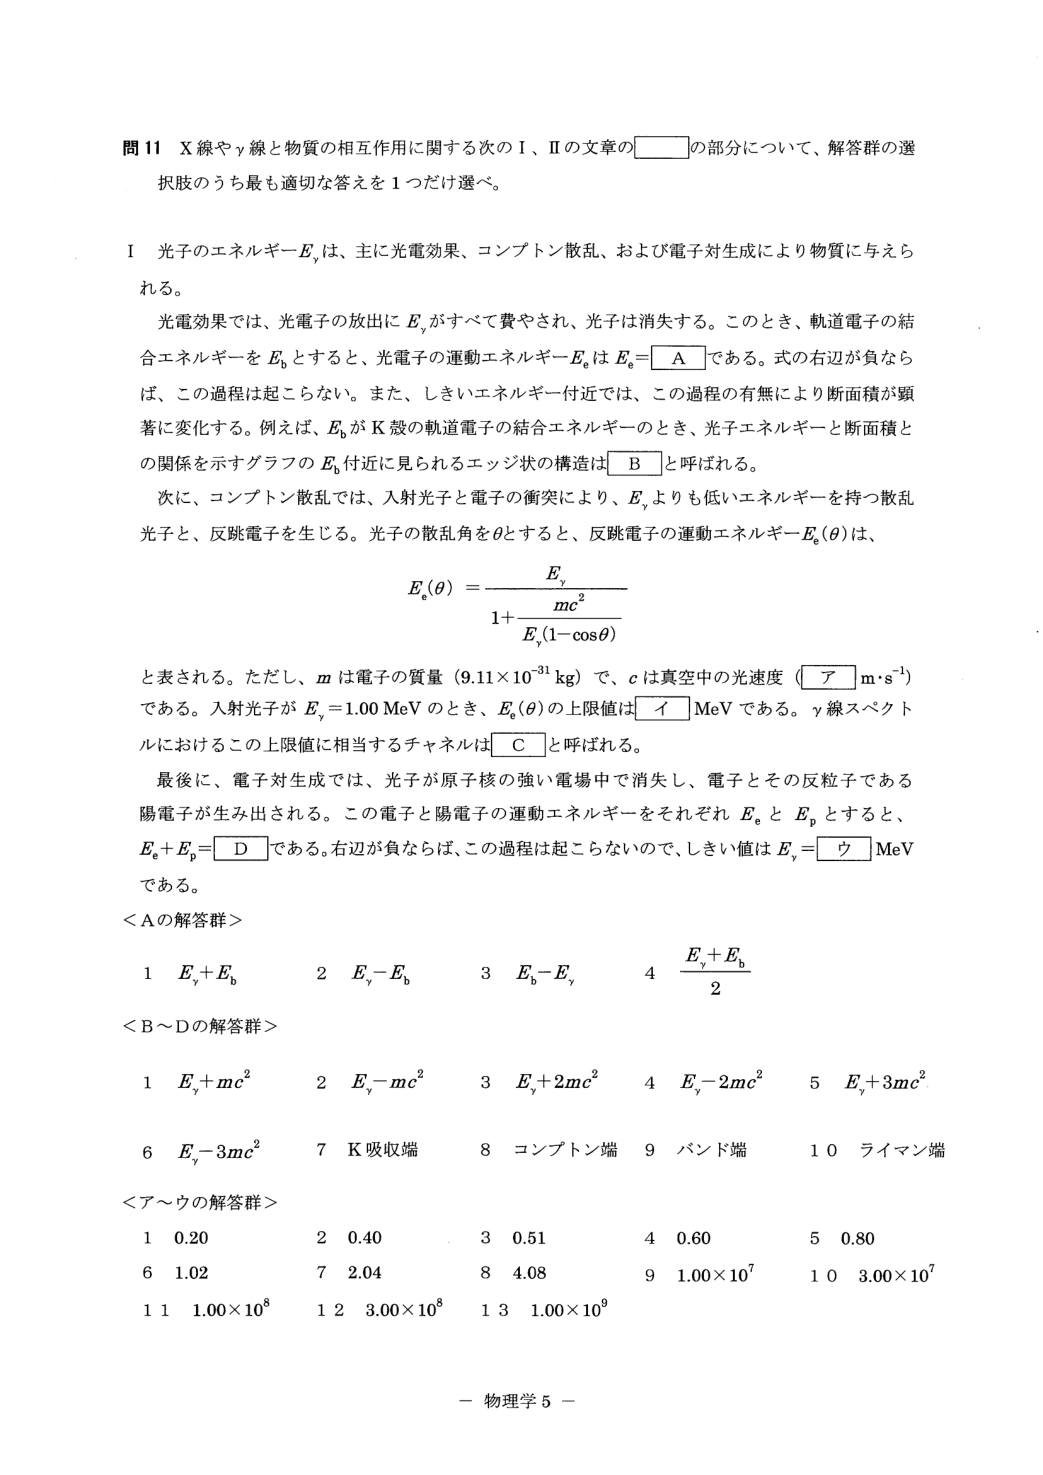 問11 X線やγ線と物質の相互作用に関する次のⅠ、Ⅱの文章の□の部分について、解答群の選
択肢のうち最も適切な答えを1つだけ選べ。
Ⅰ 光子のエネルギーEγは、主に光電効果、コンプトン散乱、および電子対生成により物質に与えら
れる。
光電効果では、光電子の放出に Eγがすべて費やされ、光子は消失する。このとき、軌道電子の結
合エネルギーを Ebとすると、光電子の運動エネルギーEeは Ee=[A]である。式の右辺が負なら
ば、この過程は起こらない。また、しきいエネルギー付近では、この過程の有無により断面積が顕
著に変化する。例えば、EbがK殻の軌道電子の結合エネルギーのとき、光子エネルギーと断面積と
の関係を示すグラフの Eb付近に見られるエッジ状の構造は[B]と呼ばれる。
次に、コンプトン散乱では、入射光子と電子の衝突により、Eγよりも低いエネルギーを持つ散乱
光子と、反跳電子を生じる。光子の散乱角をθとすると、反跳電子の運動エネルギーEe(θ)は、
Ee(θ) = Eγ / (1+ mc² / (Eγ(1−cosθ)))
と表される。ただし、m は電子の質量(9.11×10⁻³¹ kg)で、c は真空中の光速度([ア] m·s⁻¹)
である。入射光子が Eγ=1.00 MeV のとき、Ee(θ)の上限値は[イ]MeV である。γ線スペクト
ルにおけるこの上限値に相当するチャネルは[C]と呼ばれる。
最後に、電子対生成では、光子が原子核の強い電場中で消失し、電子とその反粒子である
陽電子が生み出される。この電子と陽電子の運動エネルギーをそれぞれ Ee と Ep とすると、
Ee+Ep=[D]である。右辺が負ならば、この過程は起こらないので、しきい値は Eγ=[ウ]MeV
である。
<Aの解答群>
1 Eγ+Eb 2 Eγ−Eb 3 Eb−Eγ 4 (Eγ+Eb)/2
<B~Dの解答群>
1 Eγ+mc² 2 Eγ−mc² 3 Eγ+2mc² 4 Eγ−2mc² 5 Eγ+3mc²
6 Eγ−3mc² 7 K吸収端 8 コンプトン端 9 バンド端 10 ライマン端
<ア~ウの解答群>
1 0.20 2 0.40 3 0.51 4 0.60 5 0.80
6 1.02 7 2.04 8 4.08 9 1.00×10⁷ 10 3.00×10⁷
11 1.00×10⁸ 12 3.00×10⁸ 13 1.00×10⁹
― 物理学5 ―